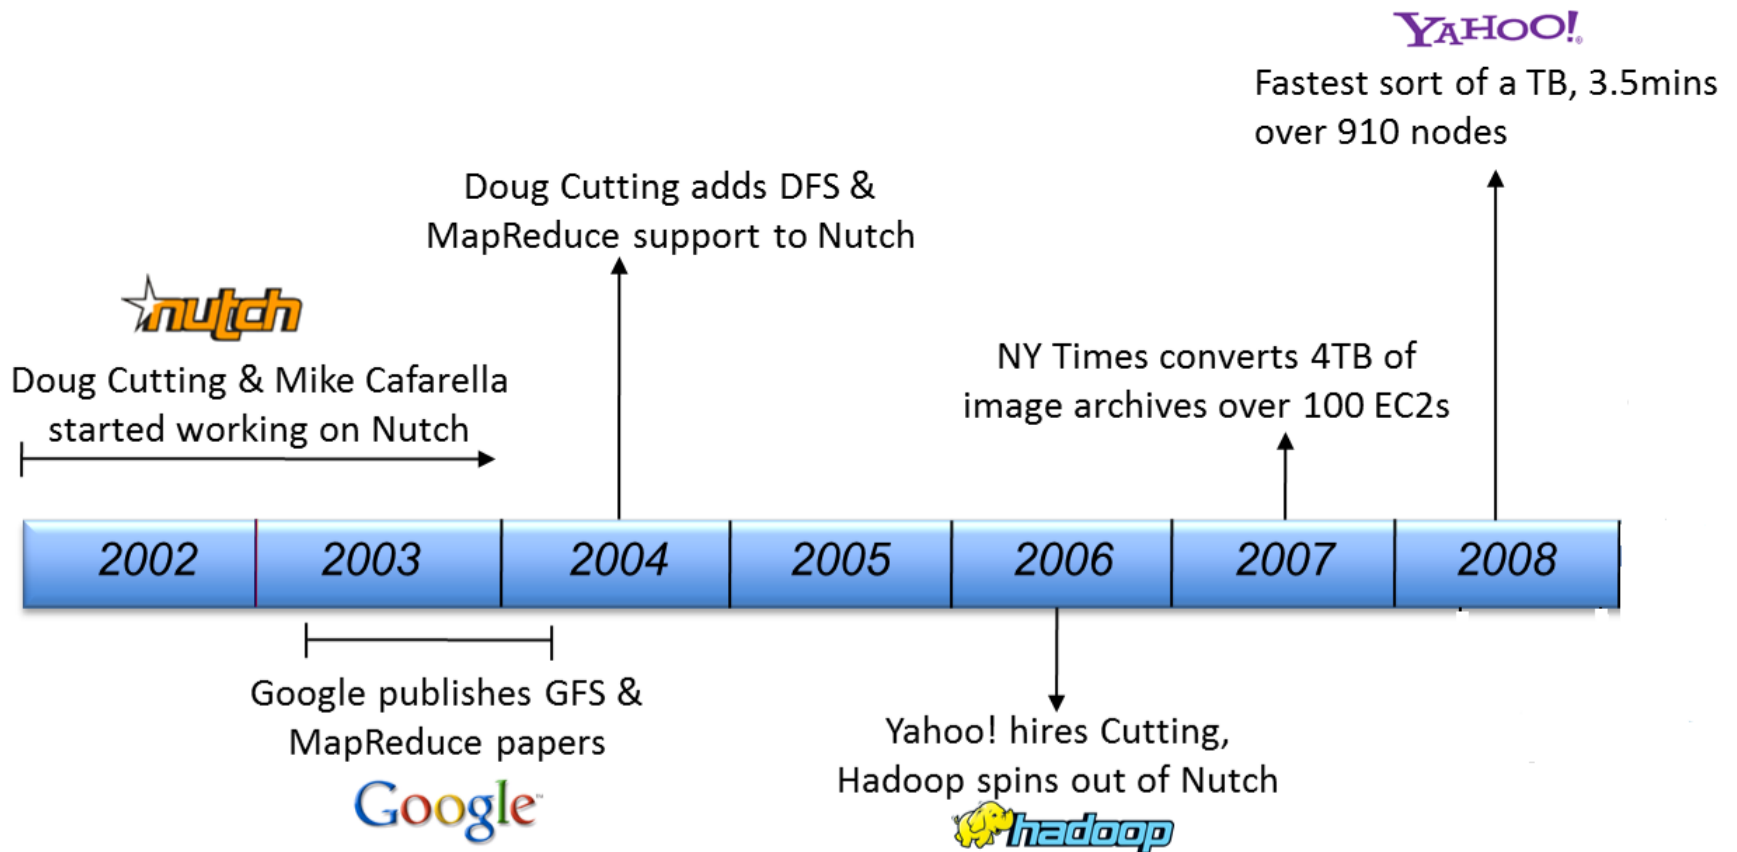 YAHOO!
Fastest sort of a TB, 3.5mins
over 910 nodes
Doug Cutting adds DFS &
MapReduce support to Nutch
nutch
Doug Cutting & Mike Cafarella
started working on Nutch
NY Times converts 4TB of
image archives over 100 EC2s
2002
2003
2004
2005
2006
2007
2008
Google publishes GFS &
MapReduce papers
Google™
Yahoo! hires Cutting,
Hadoop spins out of Nutch
hadoop